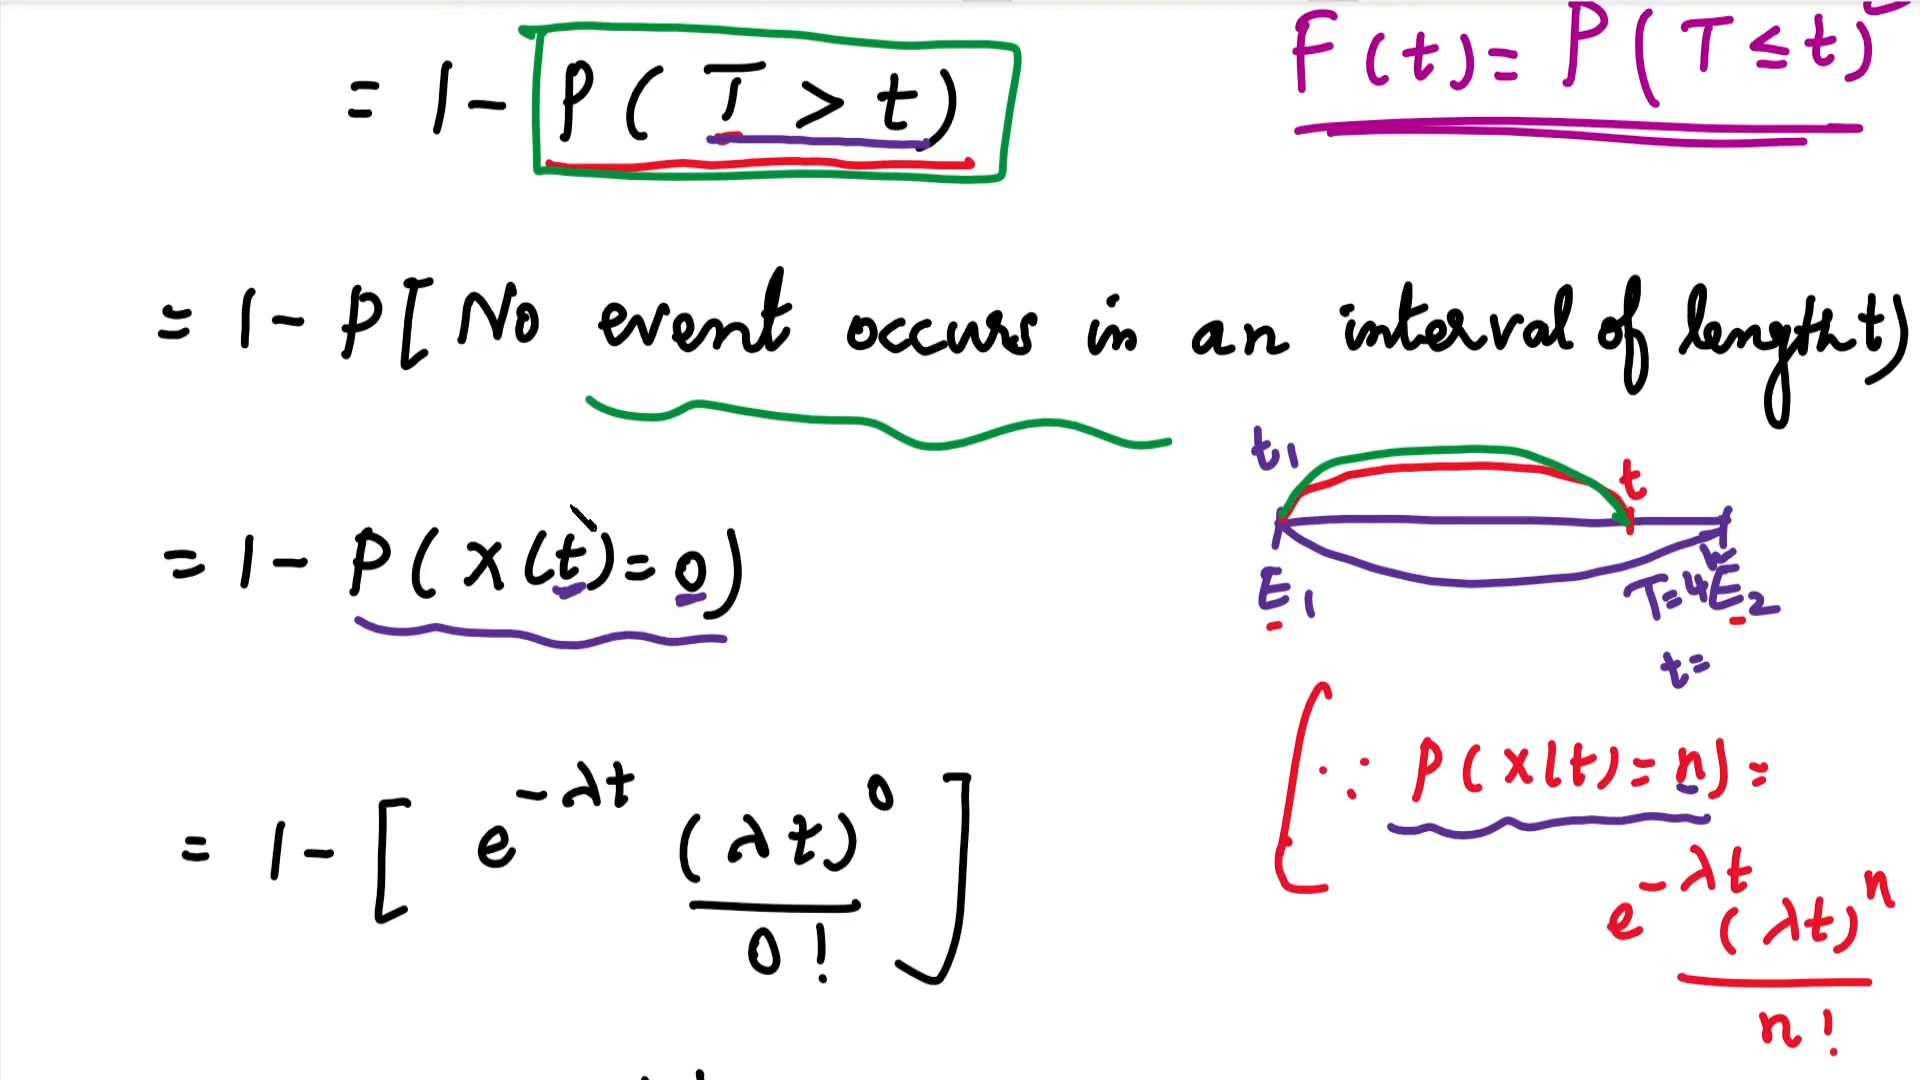 F(t) = P(T ≤ t)
= 1 - P(T > t)
= 1 - P[No event occurs in an interval of length t)
t1
t
E1
T=4
E2
t=
= 1 - P(X(t) = 0)
∵ P(X(t) = n) =
e^{-λt} (λt)^n / n!
= 1 - [e^{-λt} (λt)^0 / 0!]